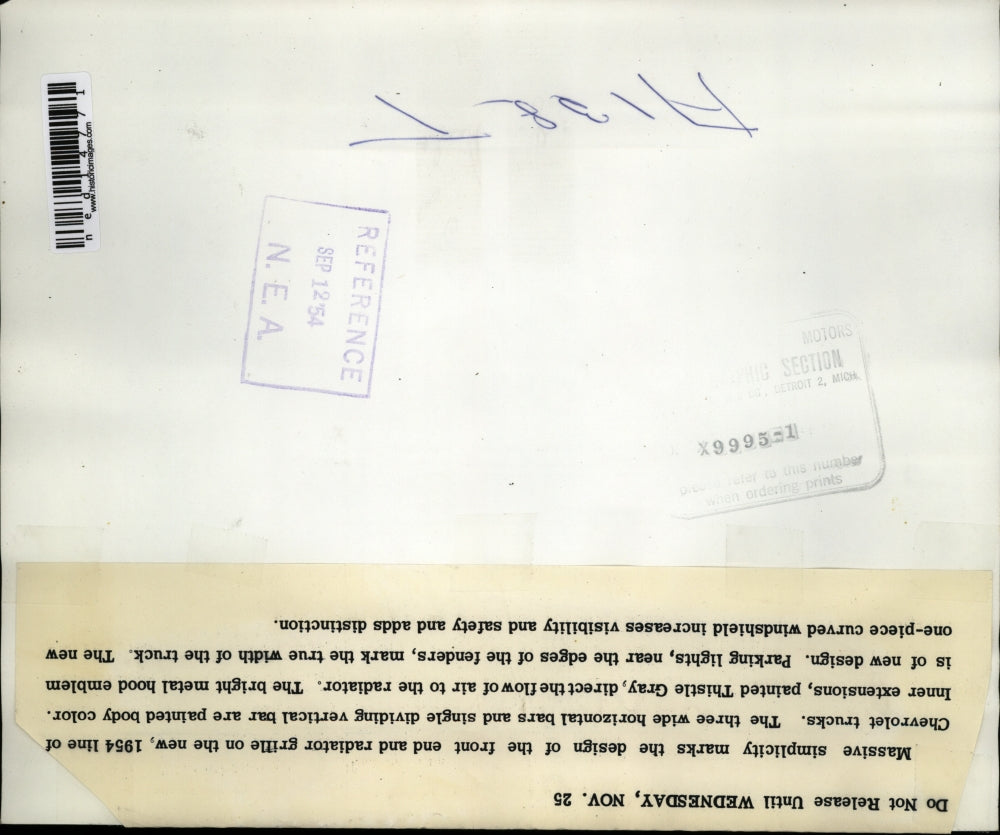 Do Not Release Until WEDNESDAY, NOV. 25
Massive simplicity marks the design of the front end and radiator grille on the new, 1954 line of
Chevrolet trucks. The three wide horizontal bars and single dividing vertical bar are painted body color.
Inner extensions, painted Thistle Gray, direct the flow of air to the radiator. The bright metal hood emblem
is of new design. Parking lights, near the edges of the fenders, mark the true width of the truck. The new
one-piece curved windshield increases visibility and safety and adds distinction.
REFERENCE
SEP 12 '54
N. E. A.
MOTORS
SECTION
DETROIT 2, MICH.
X9995-1
refer to this number
when ordering prints
www.historicimages.com